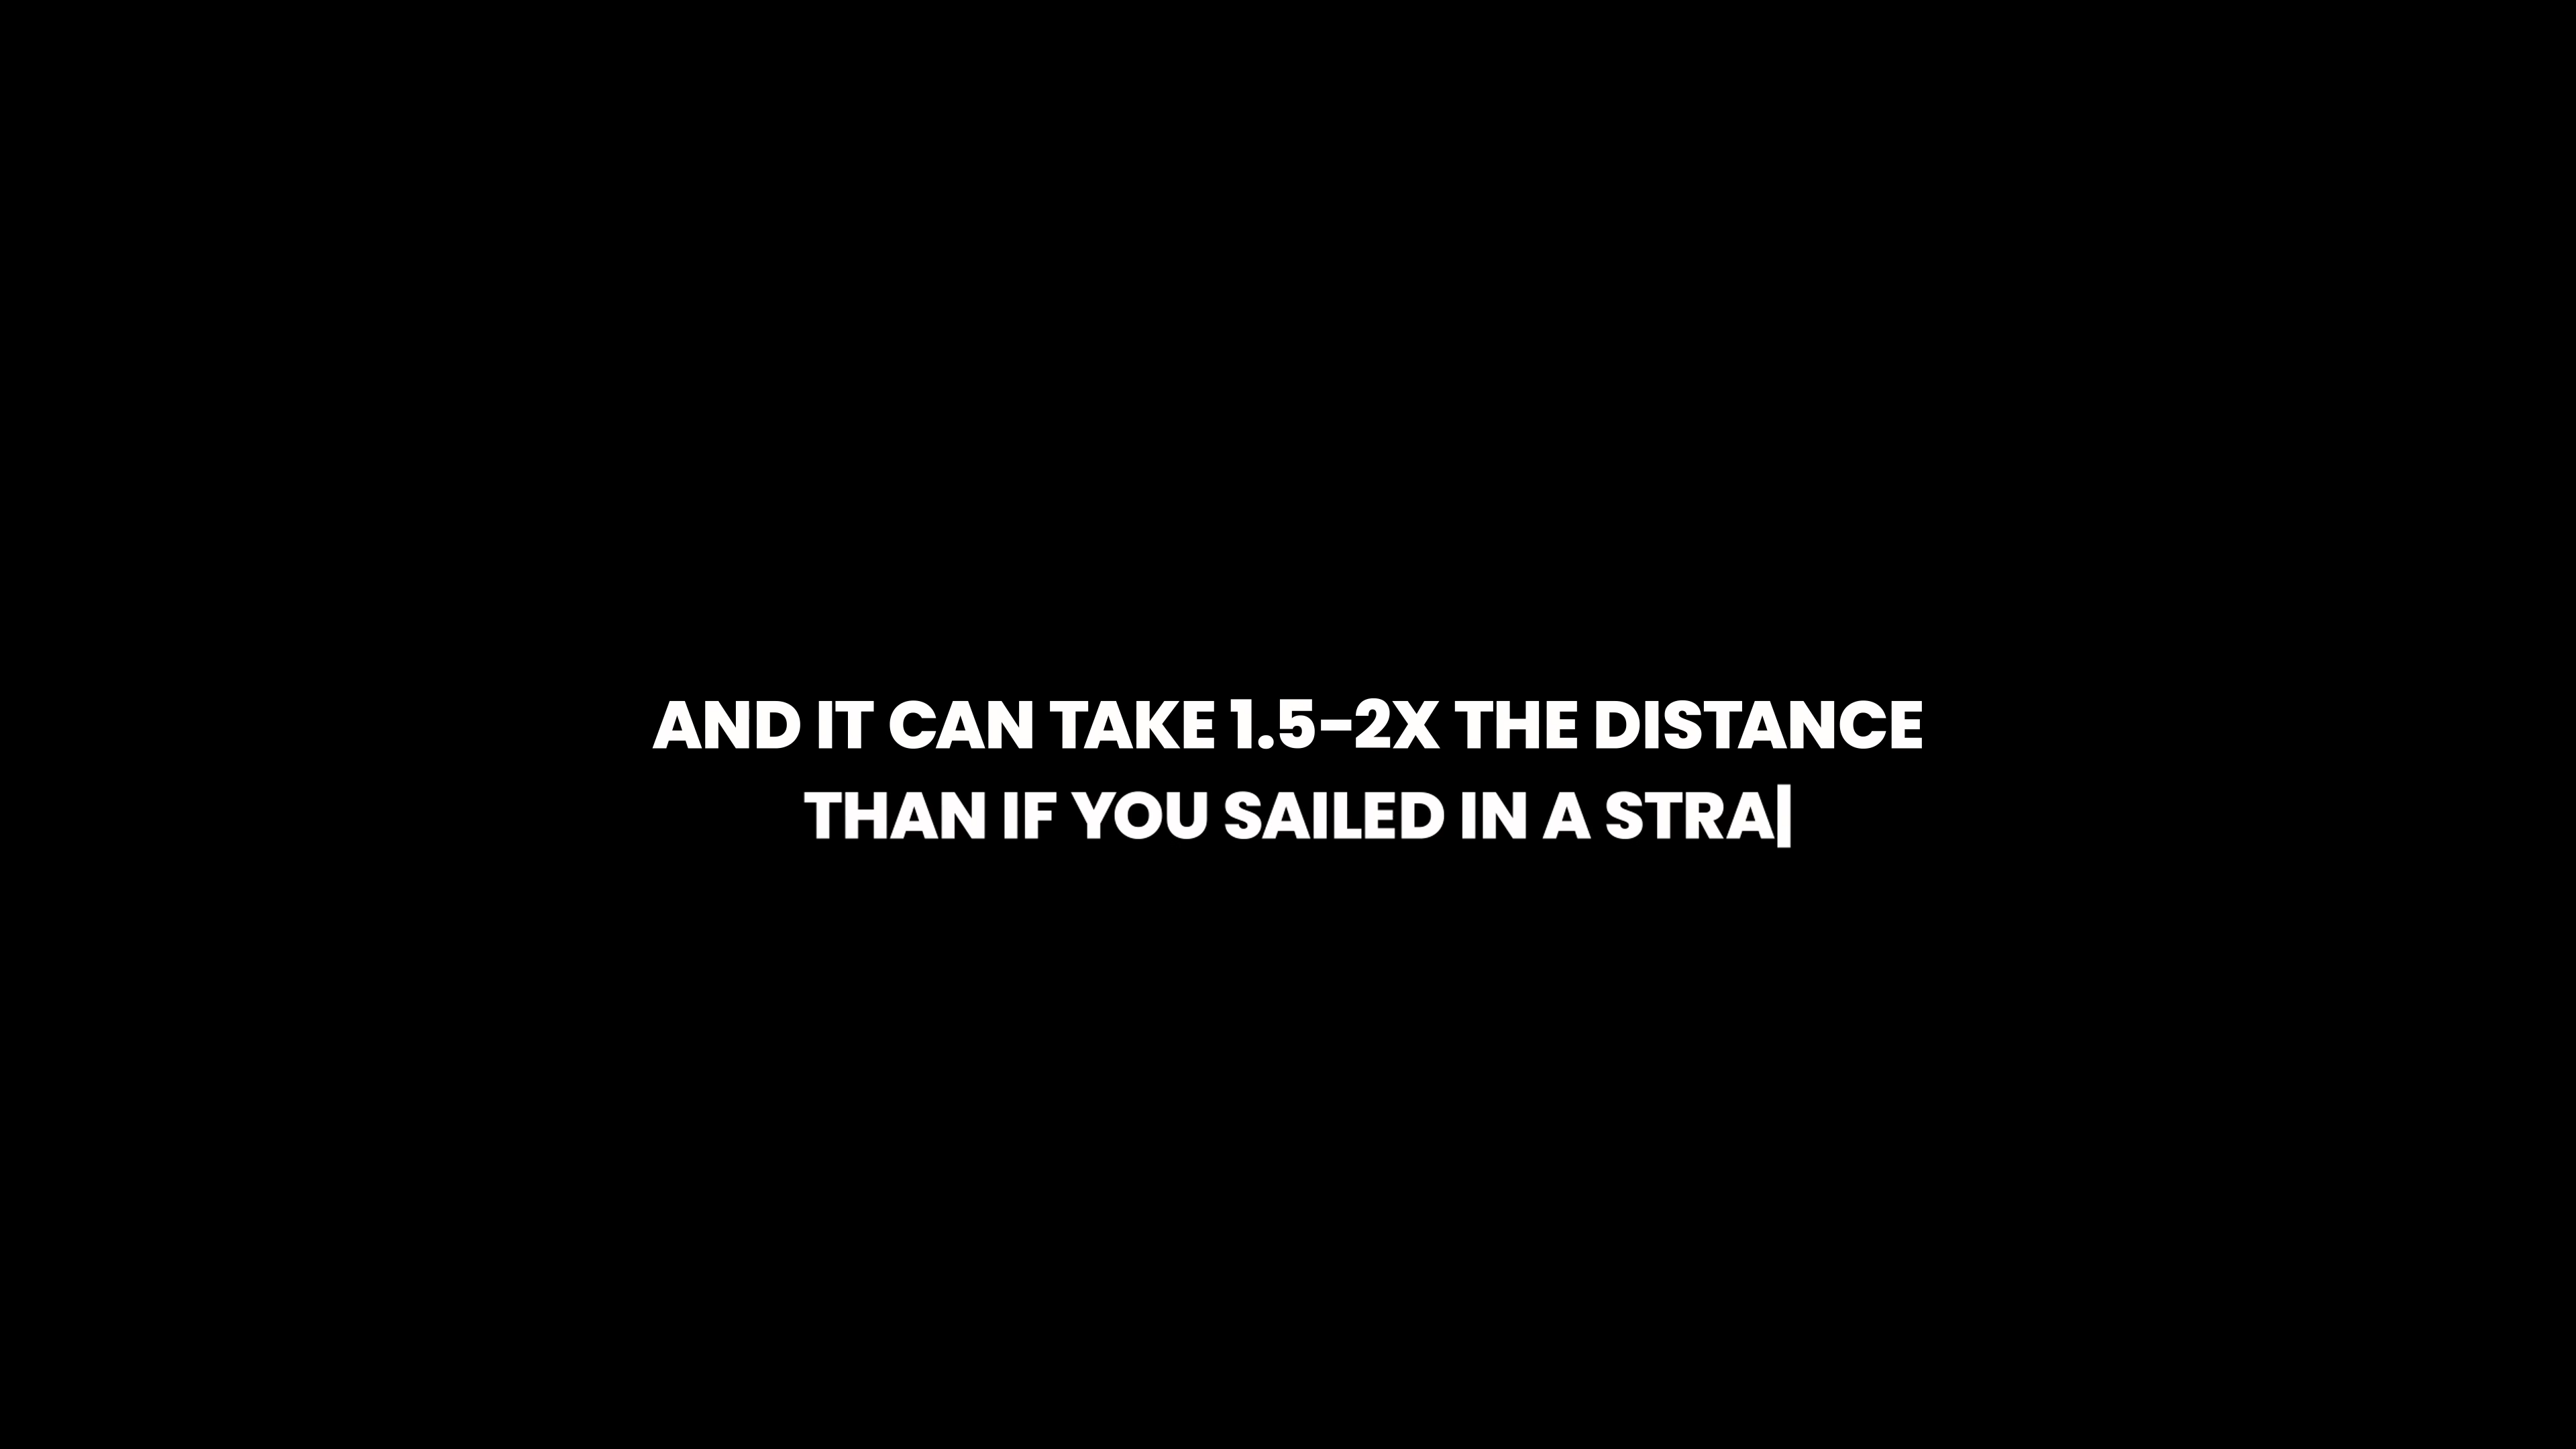 AND IT CAN TAKE 1.5-2X THE DISTANCE
THAN IF YOU SAILED IN A STRA|